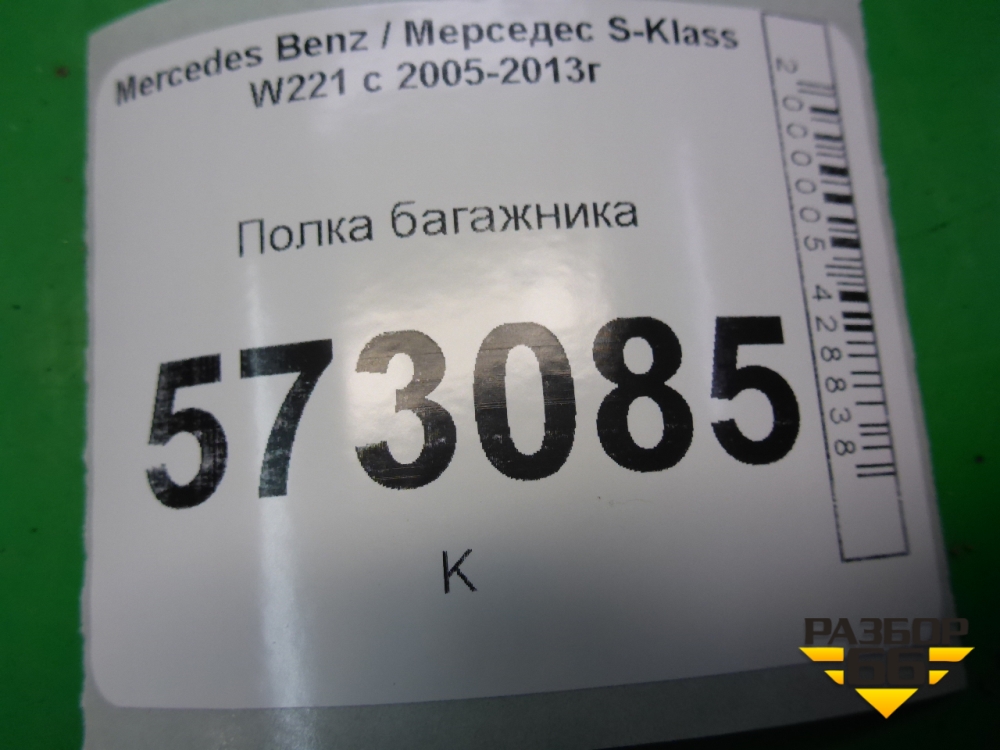 Mercedes Benz / Мерседес S-Klass
W221 с 2005-2013г
Полка багажника
573085
К
2000005428838
РАЗБОР
66